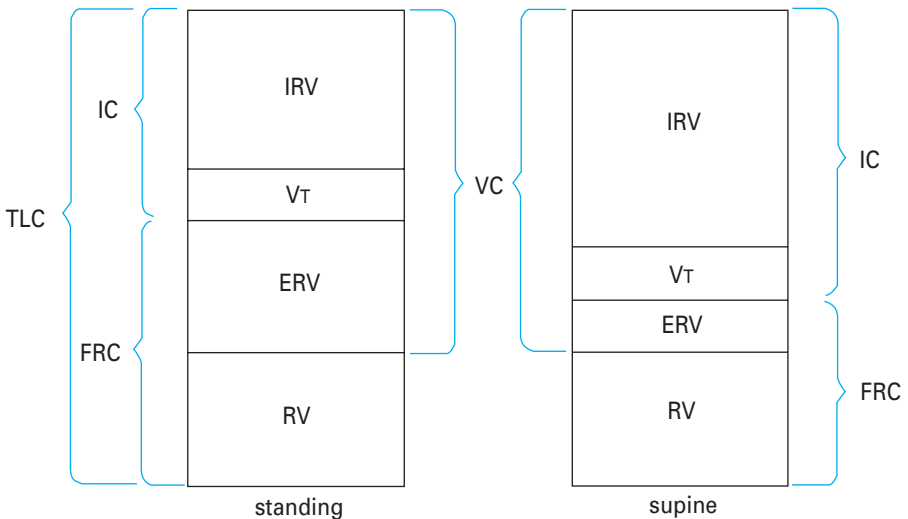 IRV
IC
VT
TLC
ERV
FRC
RV
standing
VC
IRV
IC
VT
ERV
FRC
RV
supine